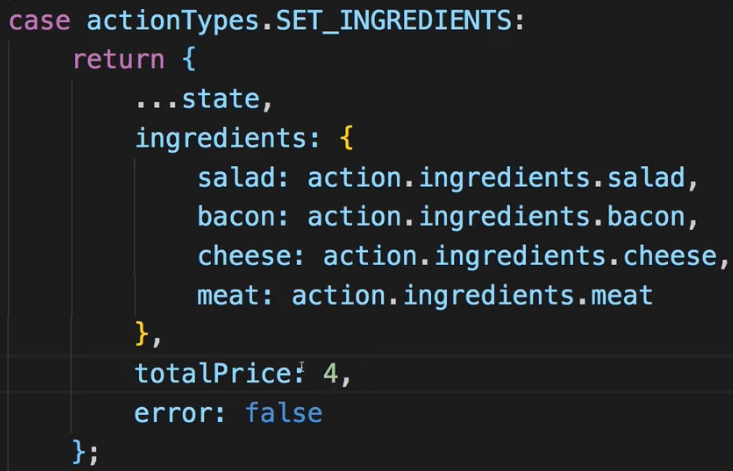 case actionTypes.SET_INGREDIENTS:
return {
...state,
ingredients: {
salad: action.ingredients.salad,
bacon: action.ingredients.bacon,
cheese: action.ingredients.cheese,
meat: action.ingredients.meat
},
totalPrice: 4,
error: false
};